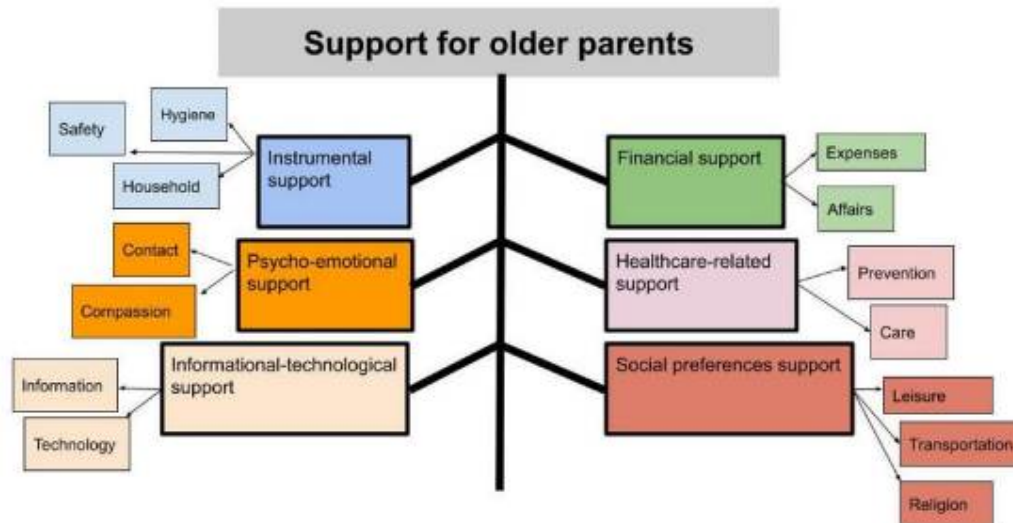 Support for older parents
Hygiene
Safety
Household
Instrumental
support
Financial support
Expenses
Affairs
Contact
Compassion
Psycho-emotional
support
Healthcare-related
support
Prevention
Care
Information
Technology
Informational-technological
support
Social preferences support
Leisure
Transportation
Religion